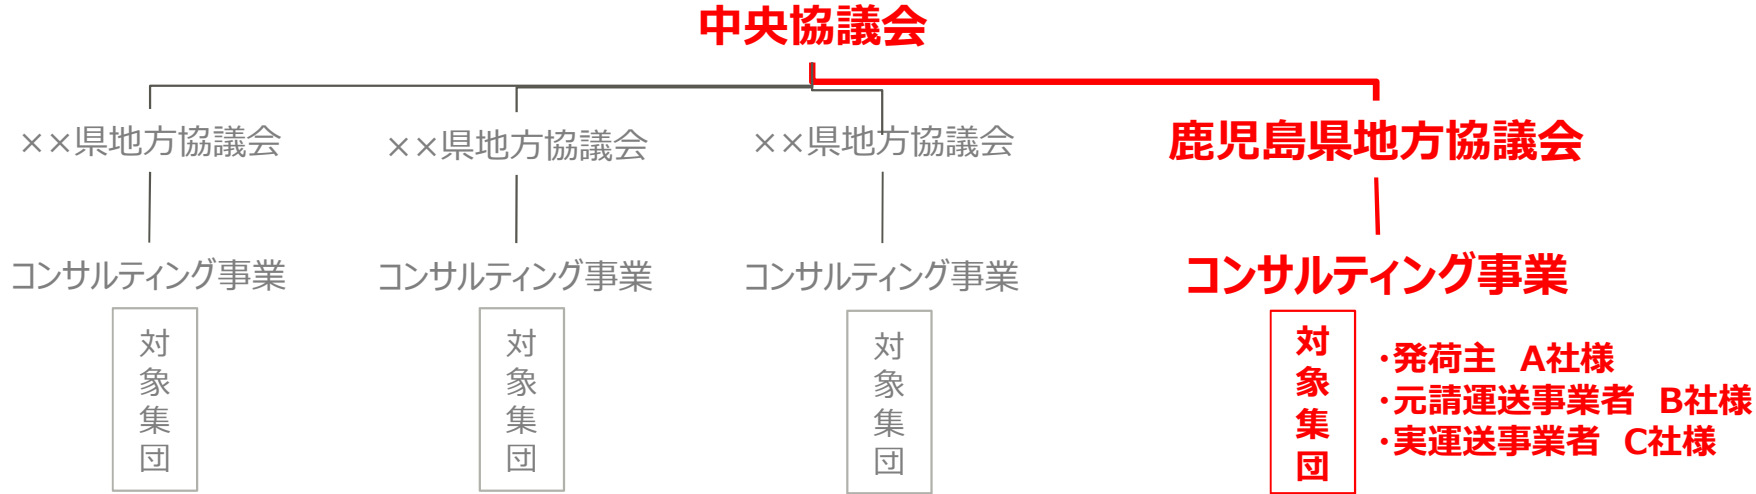 中央協議会
××県地方協議会
××県地方協議会
××県地方協議会
鹿児島県地方協議会
コンサルティング事業
コンサルティング事業
コンサルティング事業
コンサルティング事業
対象集団
対象集団
対象集団
対象集団
・発荷主　A社様
・元請運送事業者　B社様
・実運送事業者　C社様